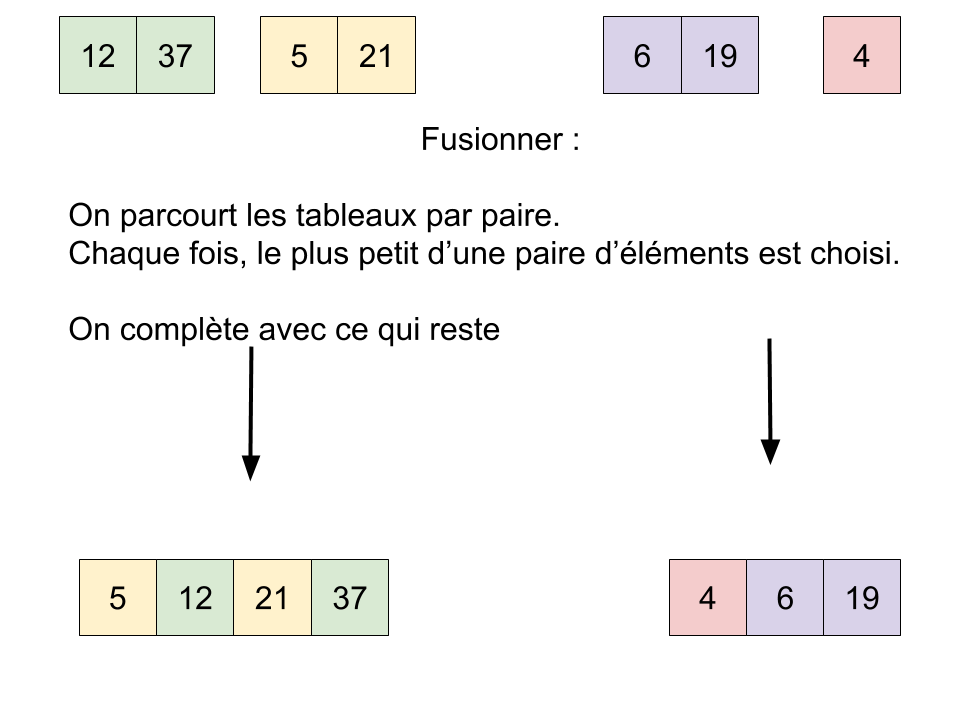 12 37 5 21 6 19 4
Fusionner :
On parcourt les tableaux par paire.
Chaque fois, le plus petit d’une paire d’éléments est choisi.
On complète avec ce qui reste
5 12 21 37 4 6 19